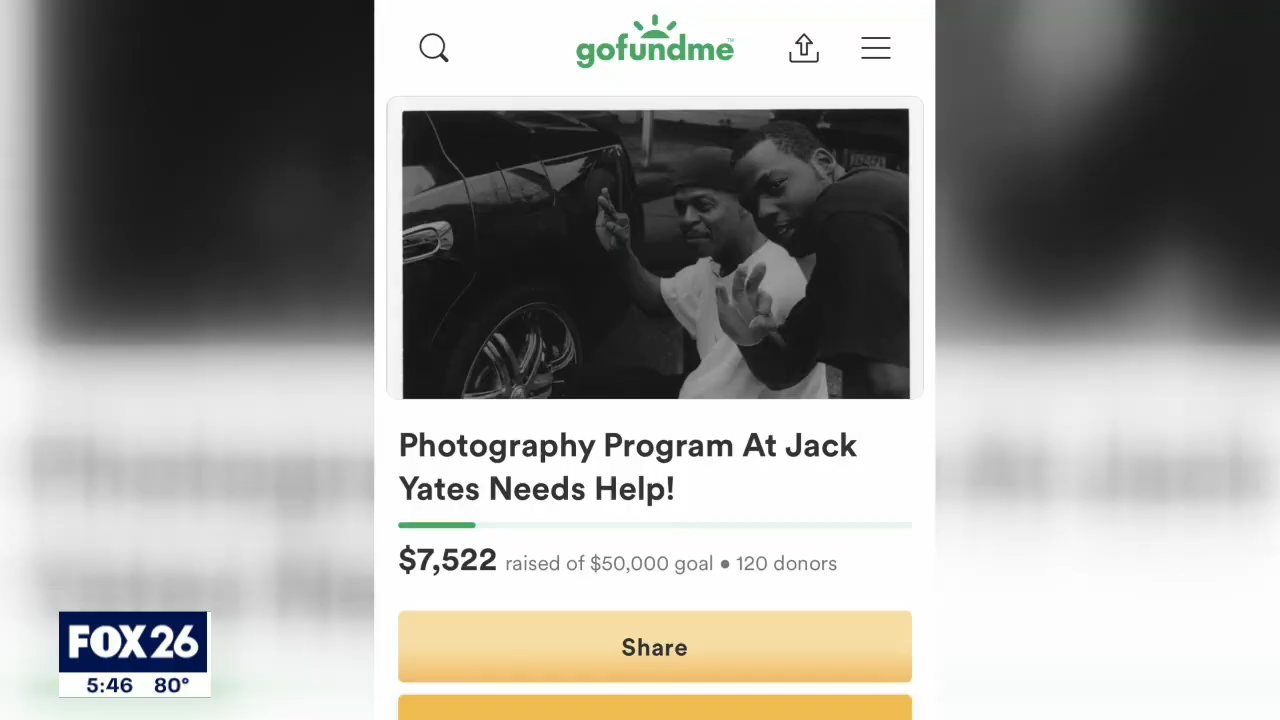 gofundme™
Photography Program At Jack
Yates Needs Help!
$7,522 raised of $50,000 goal • 120 donors
Share
FOX 26
5:46 80°